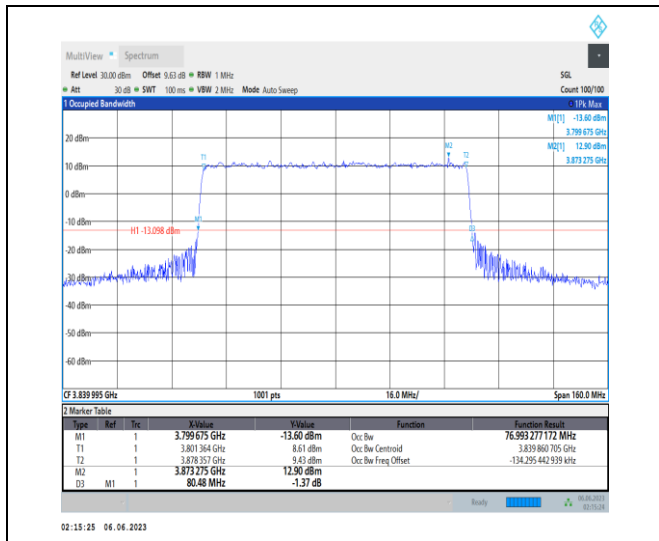 MultiView Spectrum
Ref Level 30.00 dBm Offset 9.63 dB RBW 1 MHz SGL
Att 30 dB SWT 100 ms VBW 2 MHz Mode Auto Sweep Count 100/100
1 Occupied Bandwidth 1Pk Max
M1[1] -13.60 dBm
3.799 675 GHz
M2[1] 12.90 dBm
3.873 275 GHz
20 dBm
M2
T1 T2
10 dBm
0 dBm
-10 dBm
M1
H1 -13.098 dBm
D3
-20 dBm
-30 dBm
-40 dBm
-50 dBm
-60 dBm
CF 3.839 995 GHz 1001 pts 16.0 MHz/ Span 160.0 MHz
2 Marker Table
Type Ref Trc X-Value Y-Value Function Function Result
M1 1 3.799 675 GHz -13.60 dBm Occ Bw 76.993 277 172 MHz
T1 1 3.801 364 GHz 8.61 dBm Occ Bw Centroid 3.839 860 705 GHz
T2 1 3.878 357 GHz 9.43 dBm Occ Bw Freq Offset -134.295 442 939 kHz
M2 1 3.873 275 GHz 12.90 dBm
D3 M1 1 80.48 MHz -1.37 dB
Ready 06.06.2023
02:15:24
02:15:25 06.06.2023